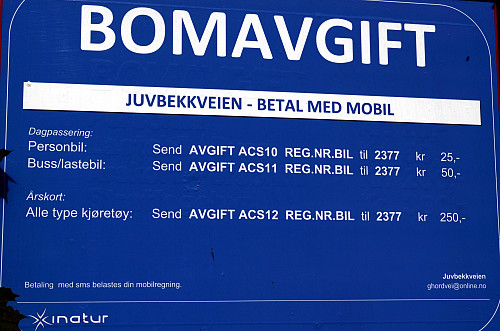 BOMAVGIFT
JUVBEKKVEIEN - BETAL MED MOBIL
Dagpassering:
Personbil: Send AVGIFT ACS10 REG.NR.BIL til 2377 kr 25,-
Buss/lastebil: Send AVGIFT ACS11 REG.NR.BIL til 2377 kr 50,-
Årskort:
Alle type kjøretøy: Send AVGIFT ACS12 REG.NR.BIL til 2377 kr 250,-
Juvbekkveien
Betaling med sms belastes din mobilregning. ghordvei@online.no
inatur